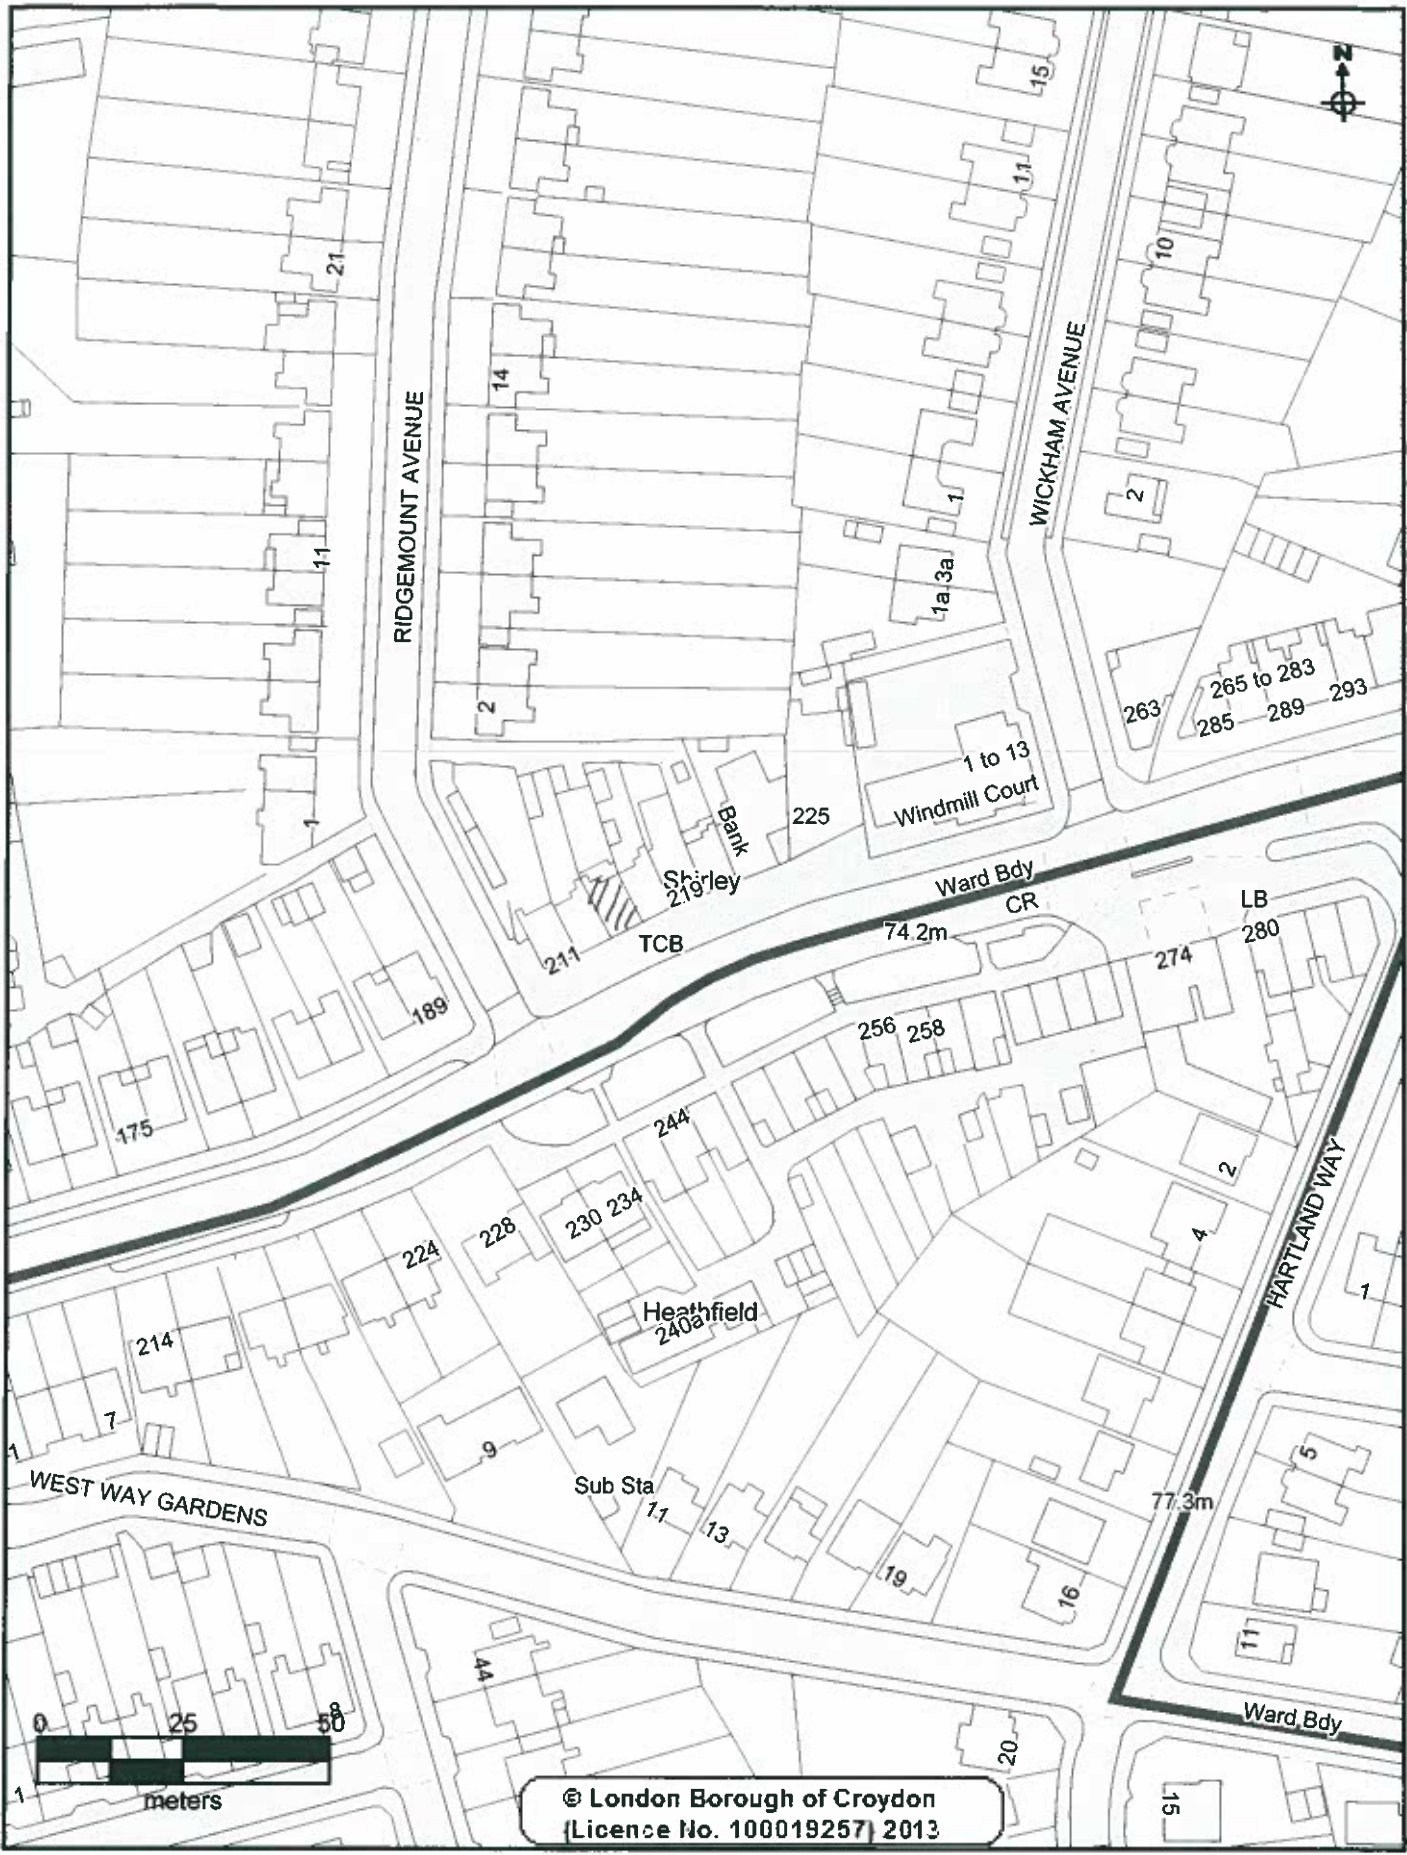 N
15
11
21
10
14
RIDGEMOUNT AVENUE
WICKHAM AVENUE
1
2
11
1a
3a
2
263
265 to 283
285
289
293
1 to 13
Windmill Court
225
Bank
1
Shirley
219
Ward Bdy
CR
LB
280
TCB
74.2m
211
274
189
256
258
175
244
2
HARTLAND WAY
230
234
228
224
4
1
Heathfield
240a
214
7
9
5
1
Sub Sta
11
13
77.3m
WEST WAY GARDENS
19
16
11
44
8
0 25 50
Ward Bdy
20
1
meters
15
© London Borough of Croydon
(Licence No. 100019257) 2013